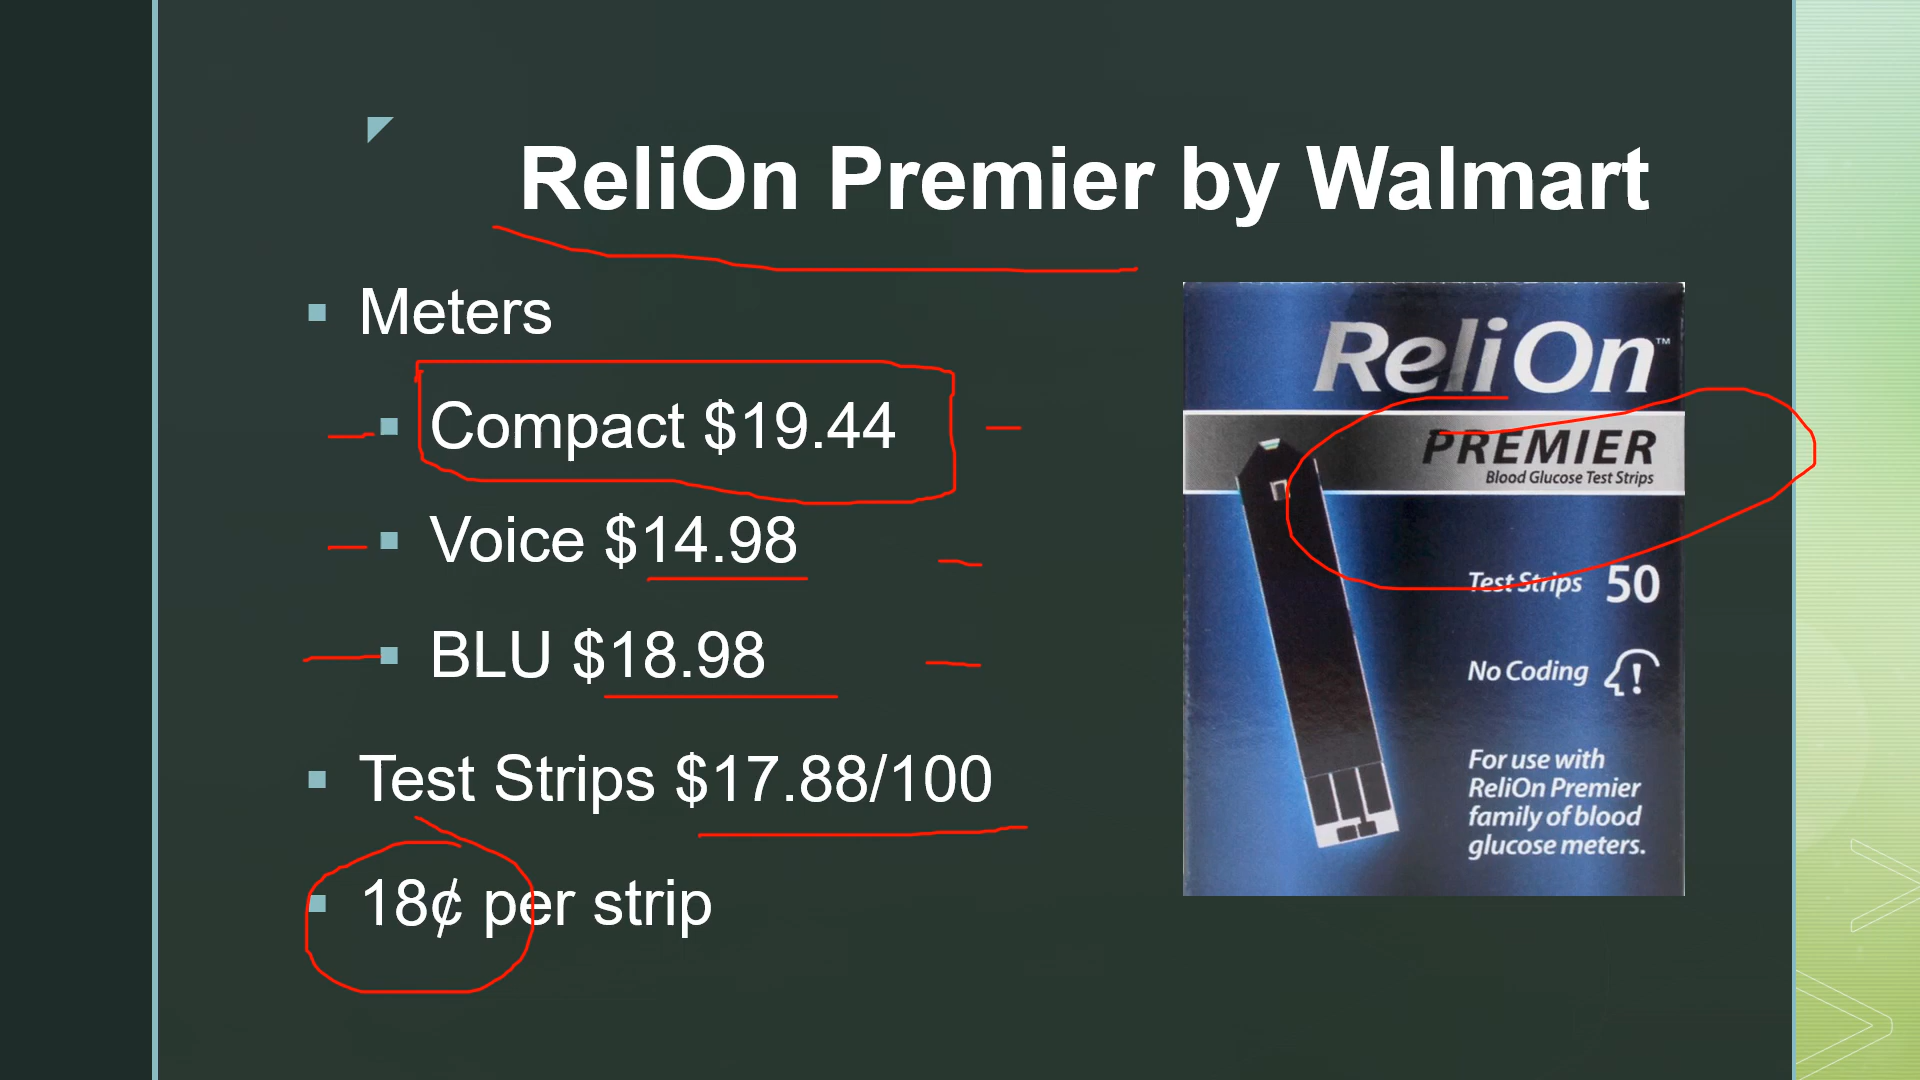 ReliOn Premier by Walmart
Meters
Compact $19.44
Voice $14.98
BLU $18.98
Test Strips $17.88/100
18¢ per strip
ReliOn™
PREMIER
Blood Glucose Test Strips
Test Strips 50
No Coding
For use with
ReliOn Premier
family of blood
glucose meters.